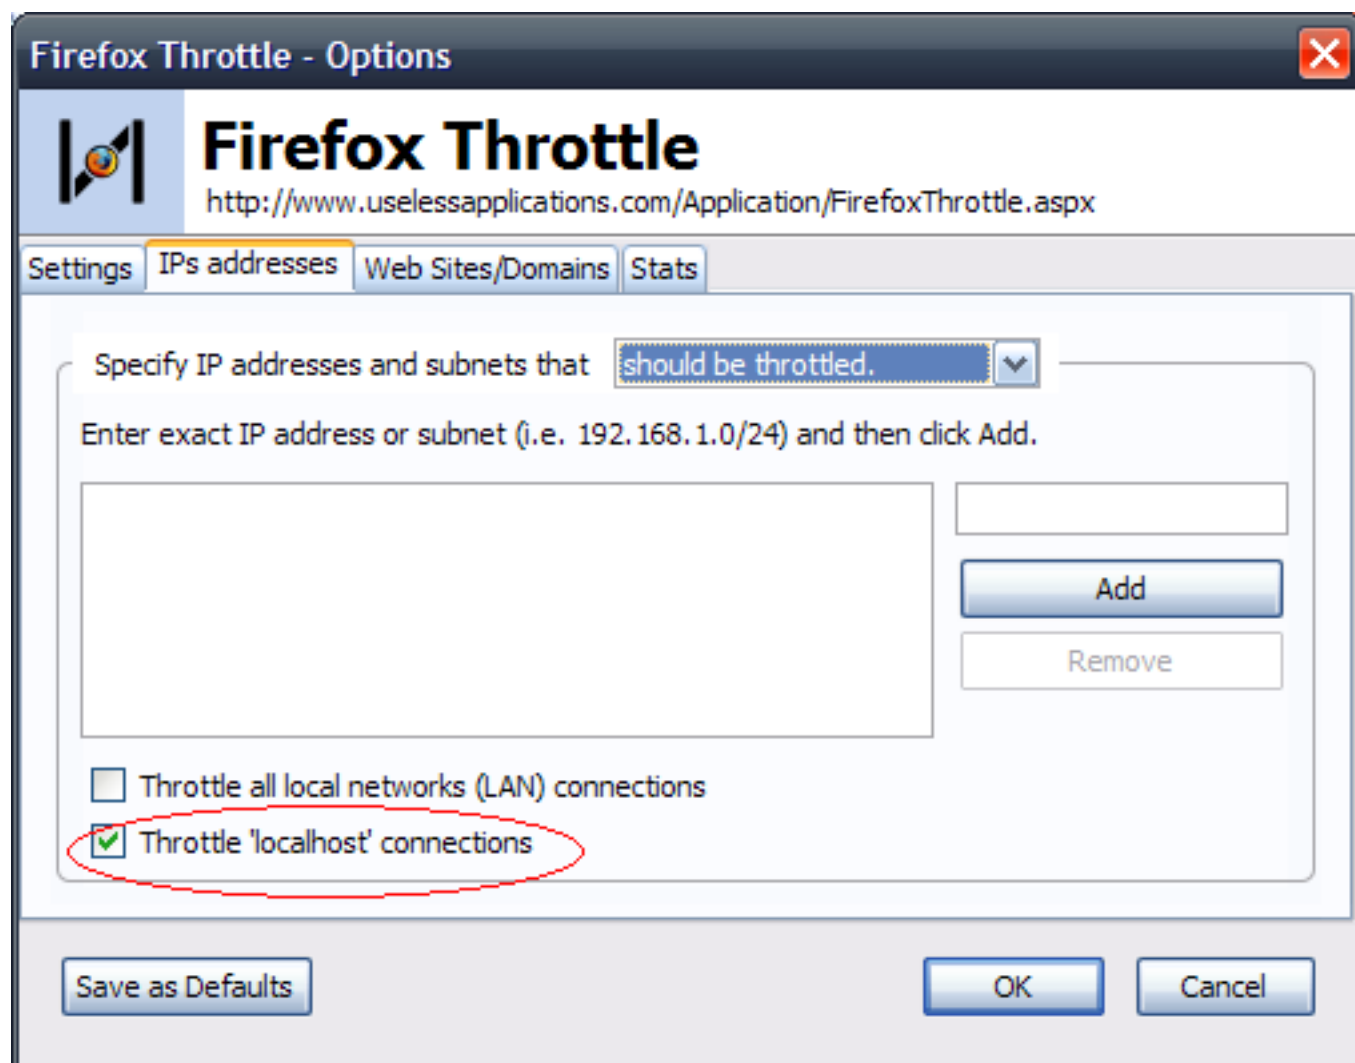 Firefox Throttle - Options
Firefox Throttle
http://www.uselessapplications.com/Application/FirefoxThrottle.aspx
Settings IPs addresses Web Sites/Domains Stats
Specify IP addresses and subnets that should be throttled.
Enter exact IP address or subnet (i.e. 192.168.1.0/24) and then click Add.
Add
Remove
Throttle all local networks (LAN) connections
Throttle 'localhost' connections
Save as Defaults OK Cancel